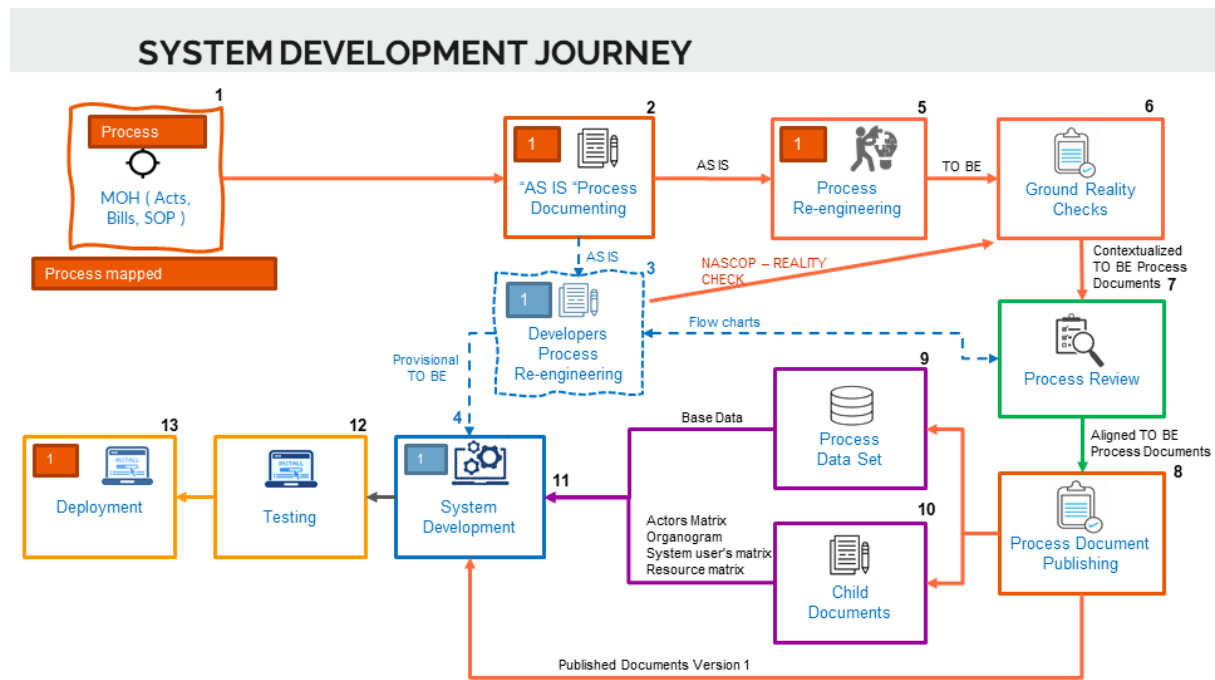 SYSTEM DEVELOPMENT JOURNEY
1
Process
MOH ( Acts,
Bills, SOP )
Process mapped
2
1
“AS IS “Process
Documenting
AS IS
5
1
Process
Re-engineering
TO BE
6
Ground Reality
Checks
AS IS
3
1
Developers
Process
Re-engineering
NASCOP – REALITY
CHECK
Contextualized
TO BE Process
Documents 7
Flow charts
Process Review
Provisional
TO BE
4
Aligned TO BE
Process Documents
8
Process Document
Publishing
9
Process
Data Set
Base Data
10
Child
Documents
Actors Matrix
Organogram
System user's matrix
Resource matrix
11
1
System
Development
12
INSTALL
Testing
13
1
INSTALL
Deployment
Published Documents Version 1